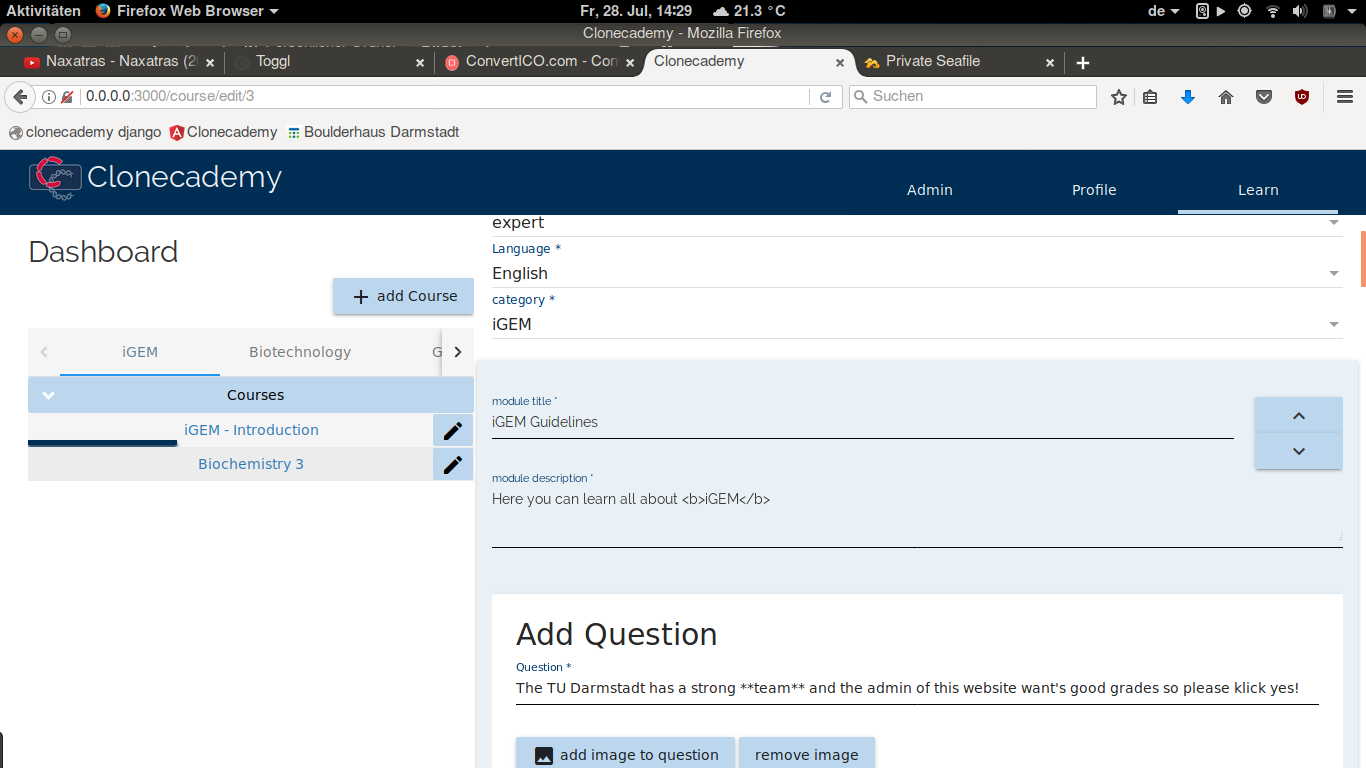 Aktivitäten Firefox Web Browser Fr, 28. Jul, 14:29 21.3 °C de
Clonecademy - Mozilla Firefox
Naxatras - Naxatras (2 Toggl ConvertICO.com - Con Clonecademy Private Seafile
0.0.0.0:3000/course/edit/3 Suchen
clonecademy django Clonecademy Boulderhaus Darmstadt
Clonecademy Admin Profile Learn
Dashboard
add Course
iGEM Biotechnology G
Courses
iGEM - Introduction
Biochemistry 3
expert
Language *
English
category *
iGEM
module title *
iGEM Guidelines
module description *
Here you can learn all about <b>iGEM</b>
Add Question
Question *
The TU Darmstadt has a strong **team** and the admin of this website want's good grades so please klick yes!
add image to question remove image